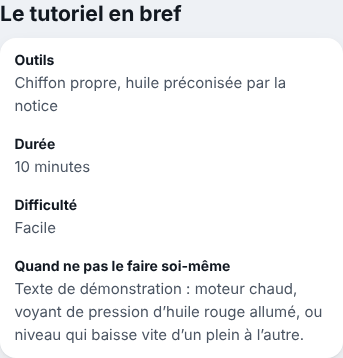 Le tutoriel en bref
Outils
Chiffon propre, huile préconisée par la
notice
Durée
10 minutes
Difficulté
Facile
Quand ne pas le faire soi-même
Texte de démonstration : moteur chaud,
voyant de pression d’huile rouge allumé, ou
niveau qui baisse vite d’un plein à l’autre.